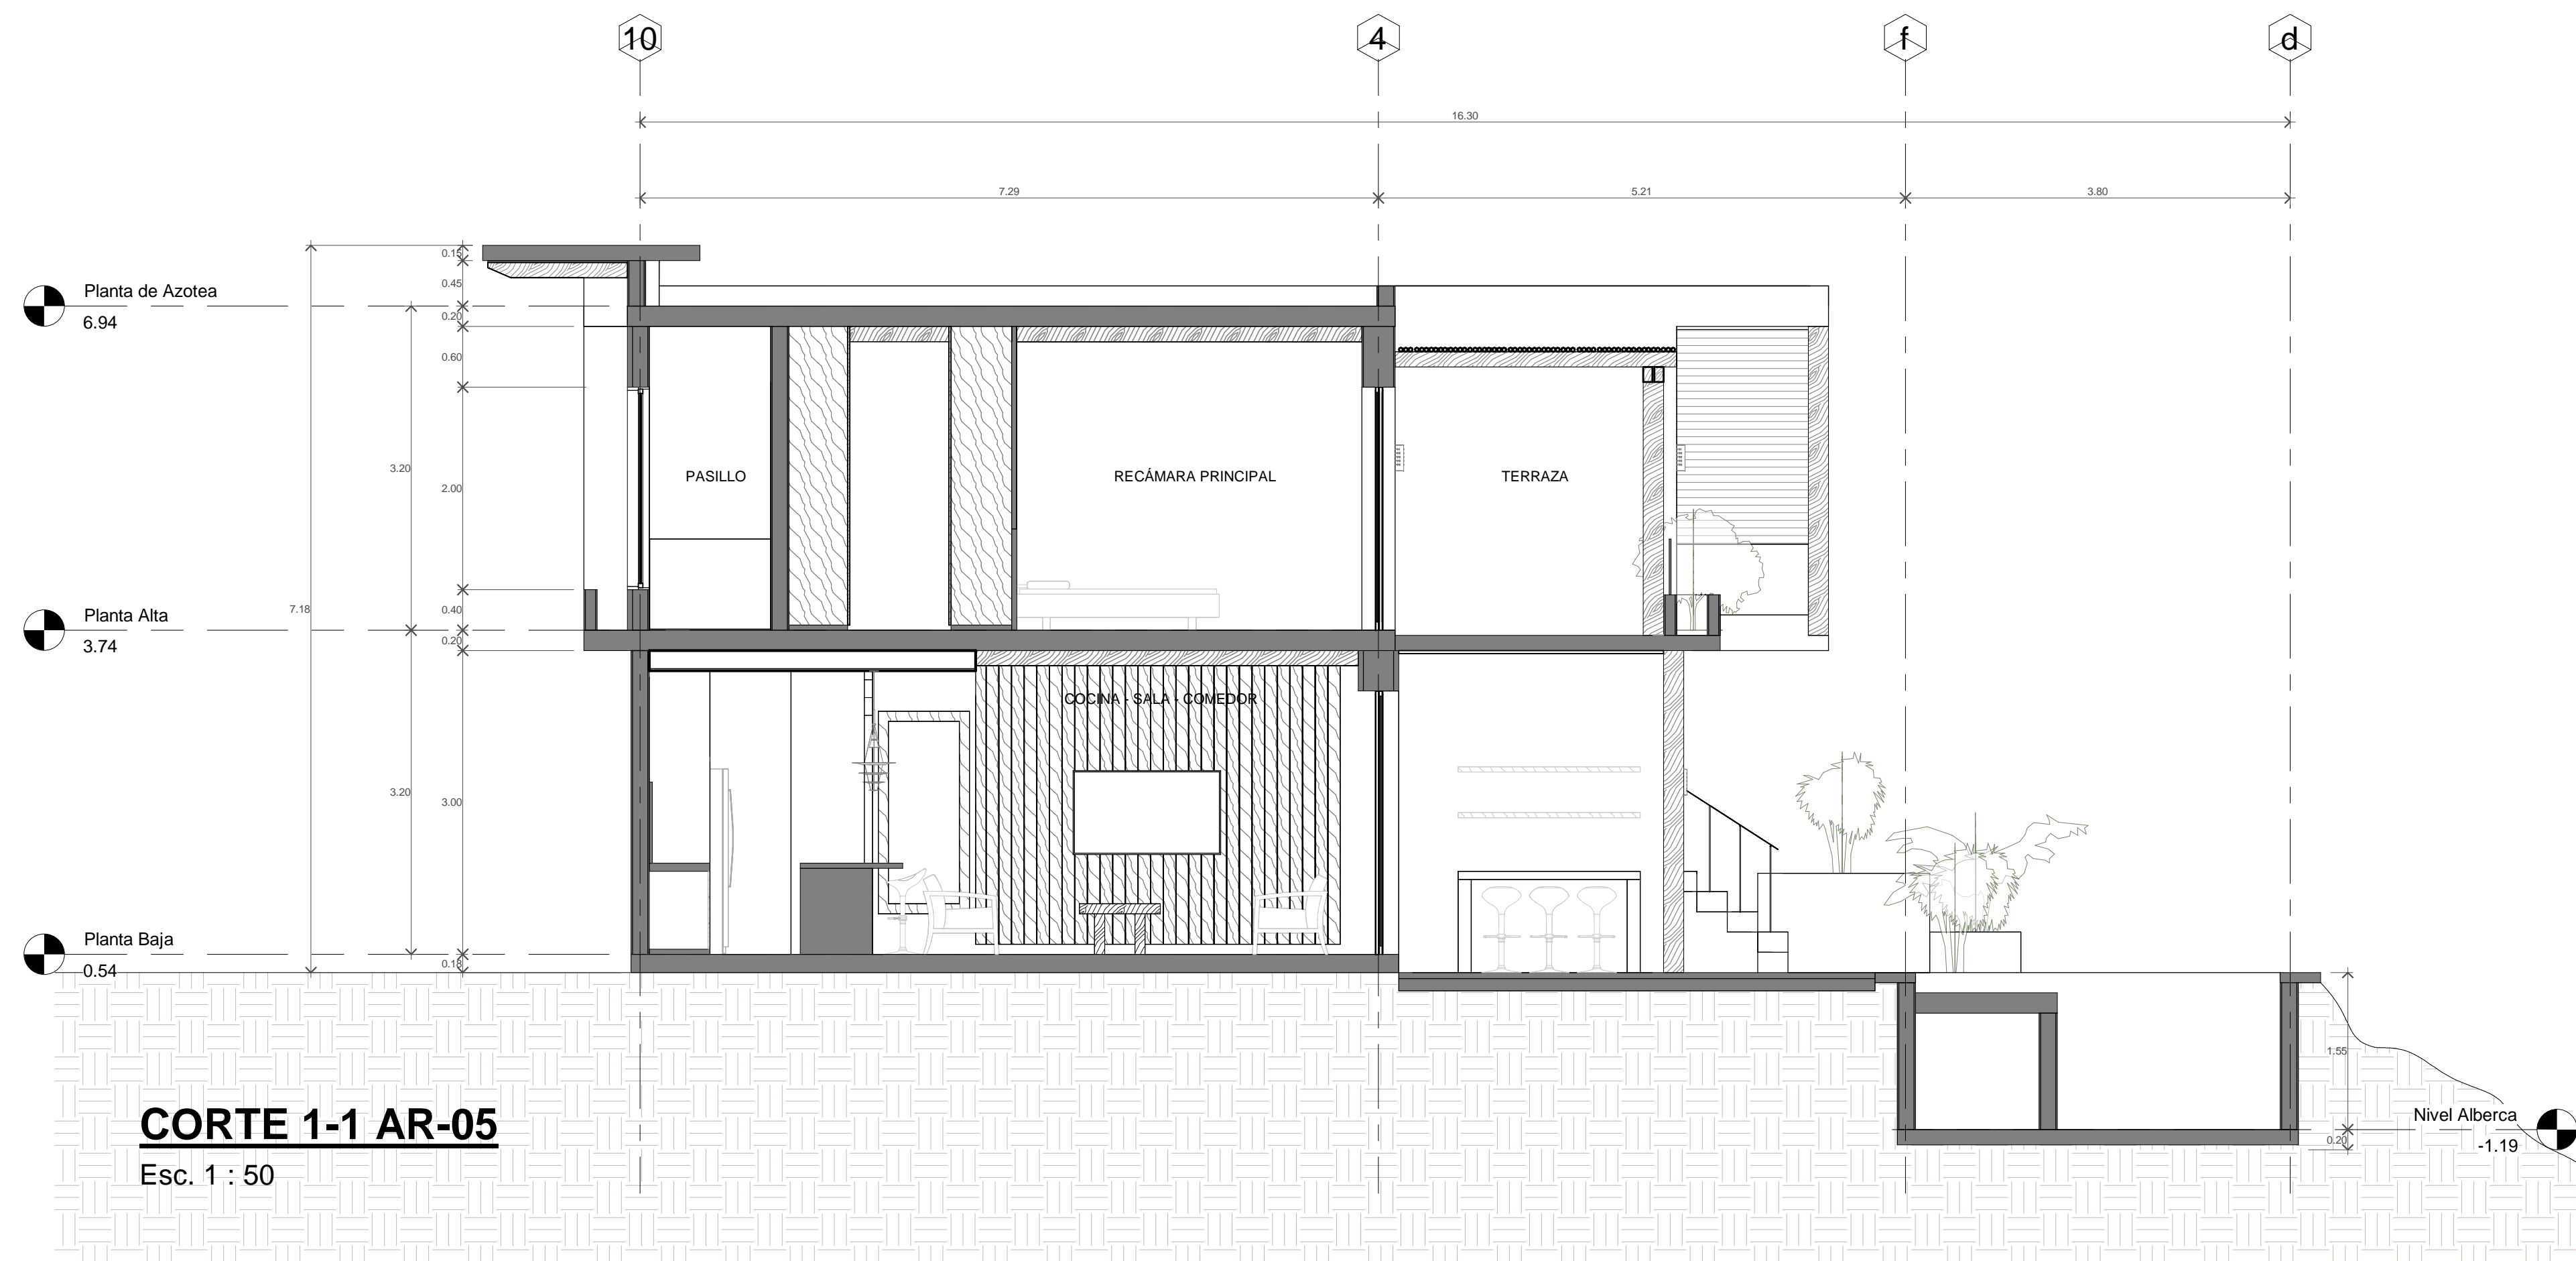 10
4
f
d
16.30
7.29
5.21
3.80
0.15
0.45
Planta de Azotea
6.94
0.20
0.60
3.20
2.00
PASILLO
RECÁMARA PRINCIPAL
TERRAZA
7.18
0.40
Planta Alta
3.74
0.20
COCINA - SALA - COMEDOR
3.20
3.00
Planta Baja
0.54
0.18
1.55
CORTE 1-1 AR-05
Esc. 1 : 50
Nivel Alberca
-1.19
0.20